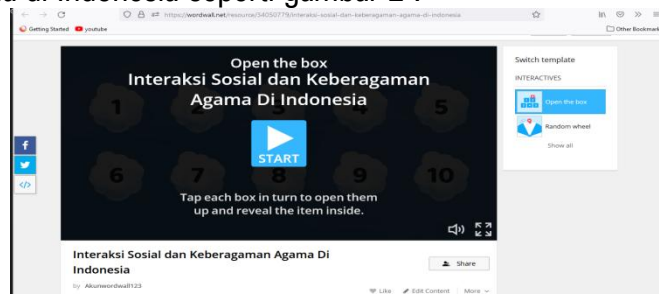 di Indonesia seperti gambar 2 :
https://wordwall.net/resource/54050779/interaksi-sosial-dan-keberagaman-agama-di-indonesia
Getting Started
youtube
Other Bookmark
Open the box
Interaksi Sosial dan Keberagaman
Agama Di Indonesia
1
5
START
6
7
8
9
10
Tap each box in turn to open them
up and reveal the item inside.
Switch template
INTERACTIVES
Open the box
Random wheel
Show all
Interaksi Sosial dan Keberagaman Agama Di
Indonesia
Share
by Akunwordwall123
Like
Edit Content
More